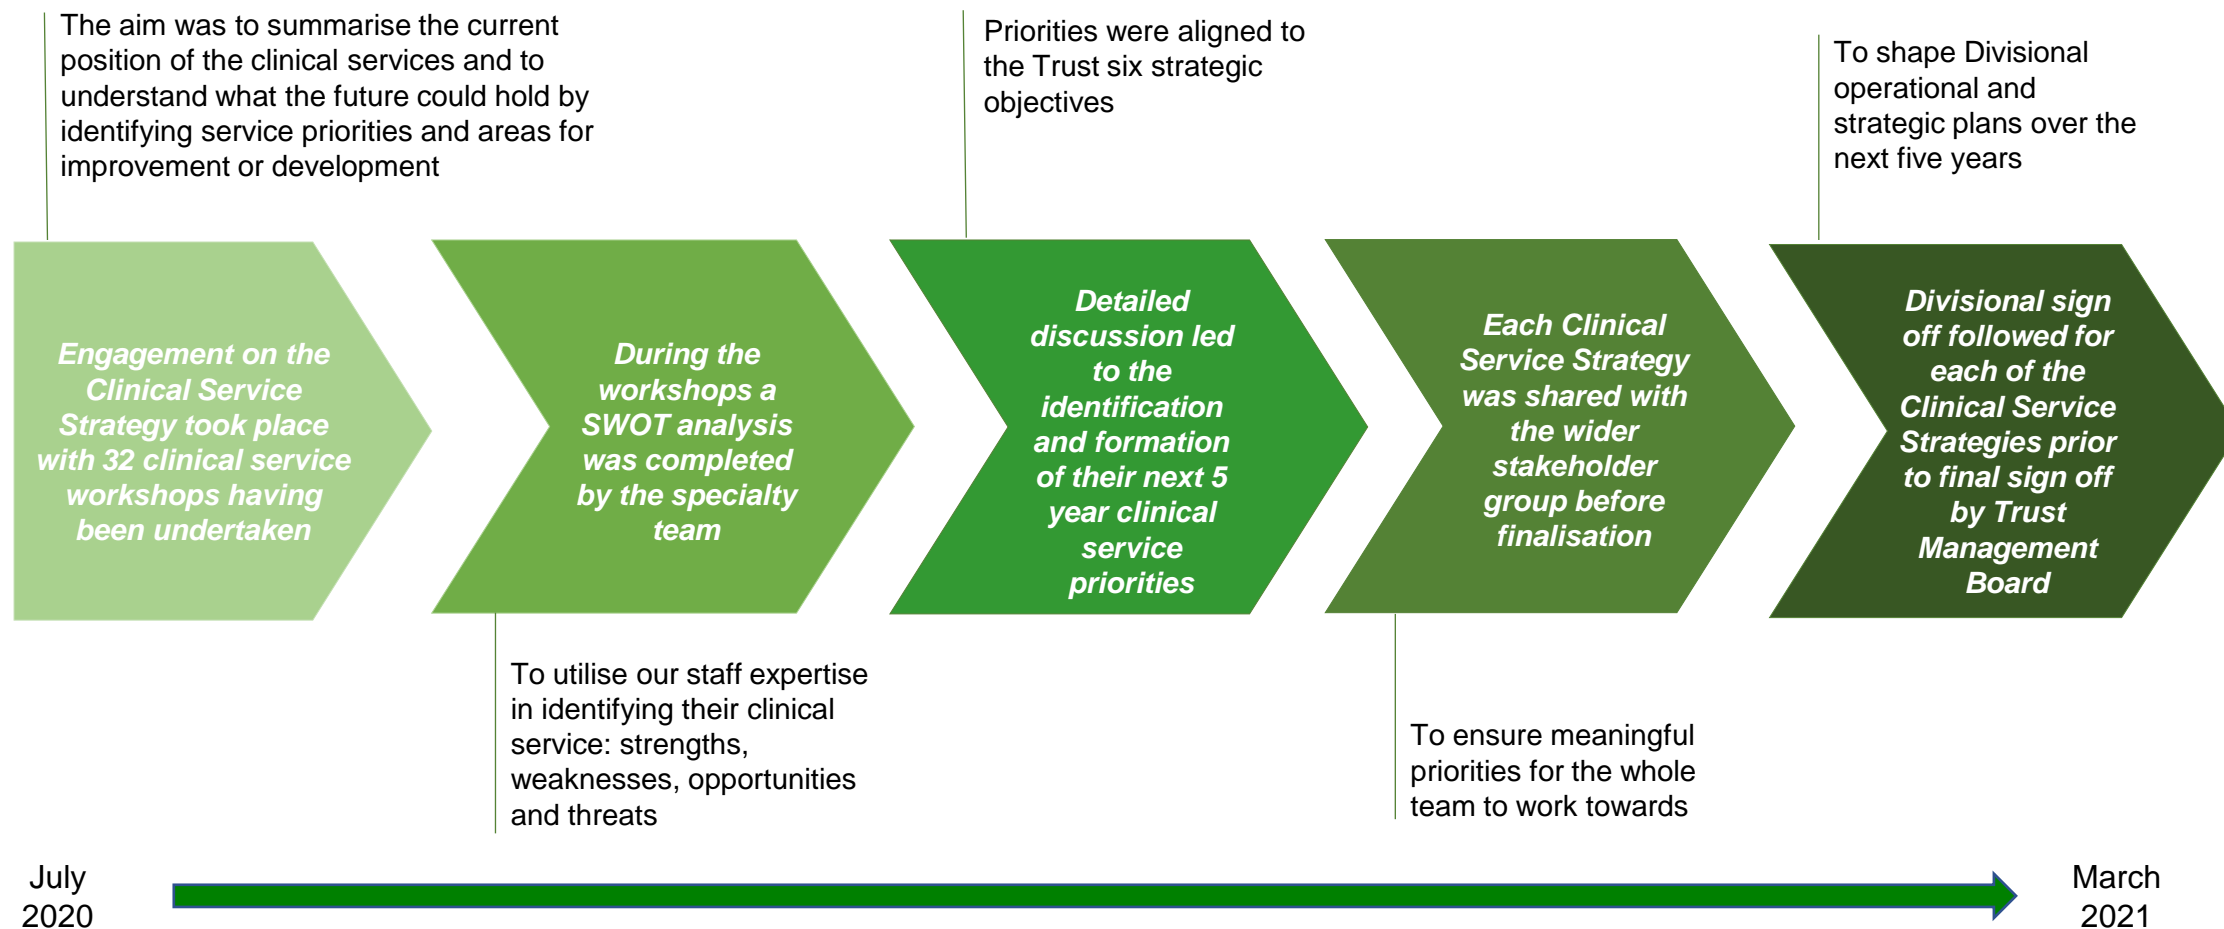 The aim was to summarise the current
position of the clinical services and to
understand what the future could hold by
identifying service priorities and areas for
improvement or development
Priorities were aligned to
the Trust six strategic
objectives
To shape Divisional
operational and
strategic plans over the
next five years
Engagement on the
Clinical Service
Strategy took place
with 32 clinical service
workshops having
been undertaken
During the
workshops a
SWOT analysis
was completed
by the specialty
team
Detailed
discussion led
to the
identification
and formation
of their next 5
year clinical
service
priorities
Each Clinical
Service Strategy
was shared with
the wider
stakeholder
group before
finalisation
Divisional sign
off followed for
each of the
Clinical Service
Strategies prior
to final sign off
by Trust
Management
Board
To utilise our staff expertise
in identifying their clinical
service: strengths,
weaknesses, opportunities
and threats
To ensure meaningful
priorities for the whole
team to work towards
July
2020
March
2021